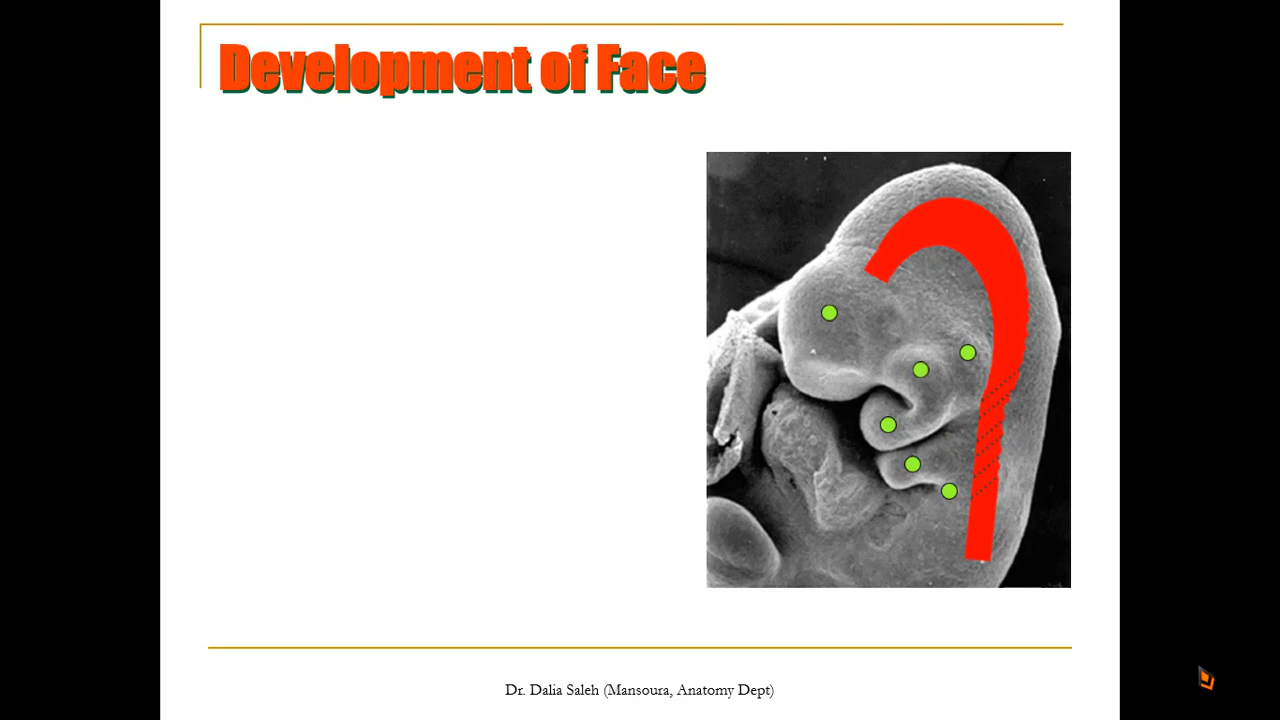 Development of Face
Dr. Dalia Saleh (Mansoura, Anatomy Dept)